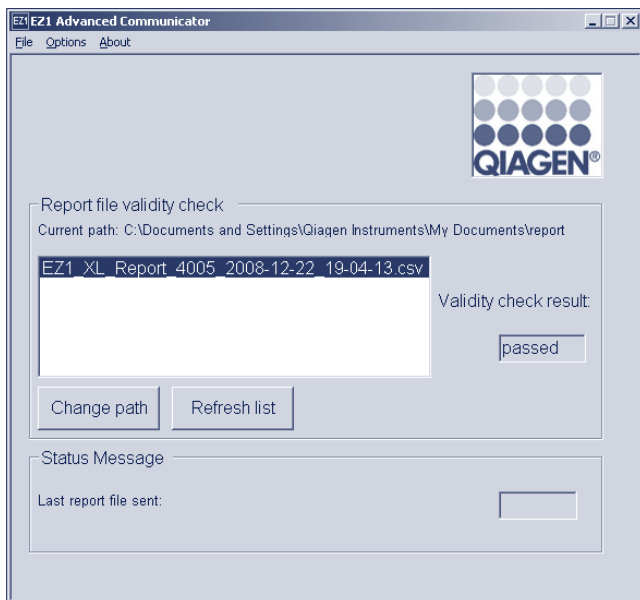 EZ1 EZ1 Advanced Communicator
File Options About
QIAGEN®
Report file validity check
Current path: C:\Documents and Settings\Qiagen Instruments\My Documents\report
EZ1_XL_Report_4005_2008-12-22_19-04-13.csv
Validity check result:
passed
Change path Refresh list
Status Message
Last report file sent: